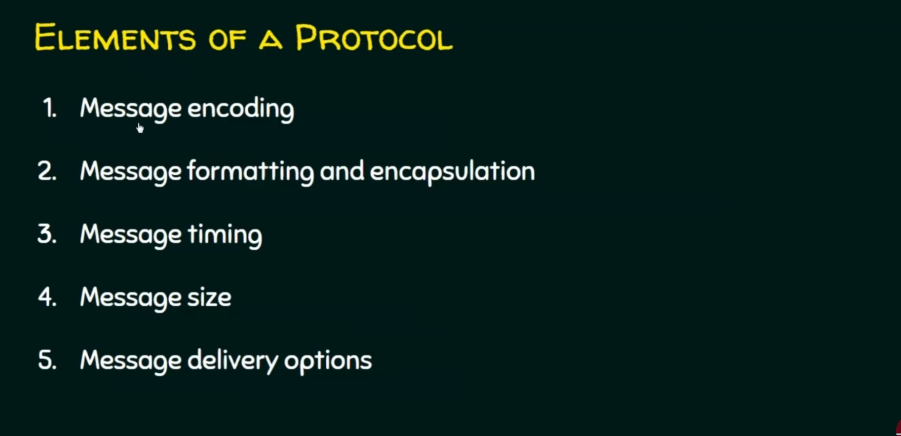 ELEMENTS OF A PROTOCOL
1. Message encoding
2. Message formatting and encapsulation
3. Message timing
4. Message size
5. Message delivery options